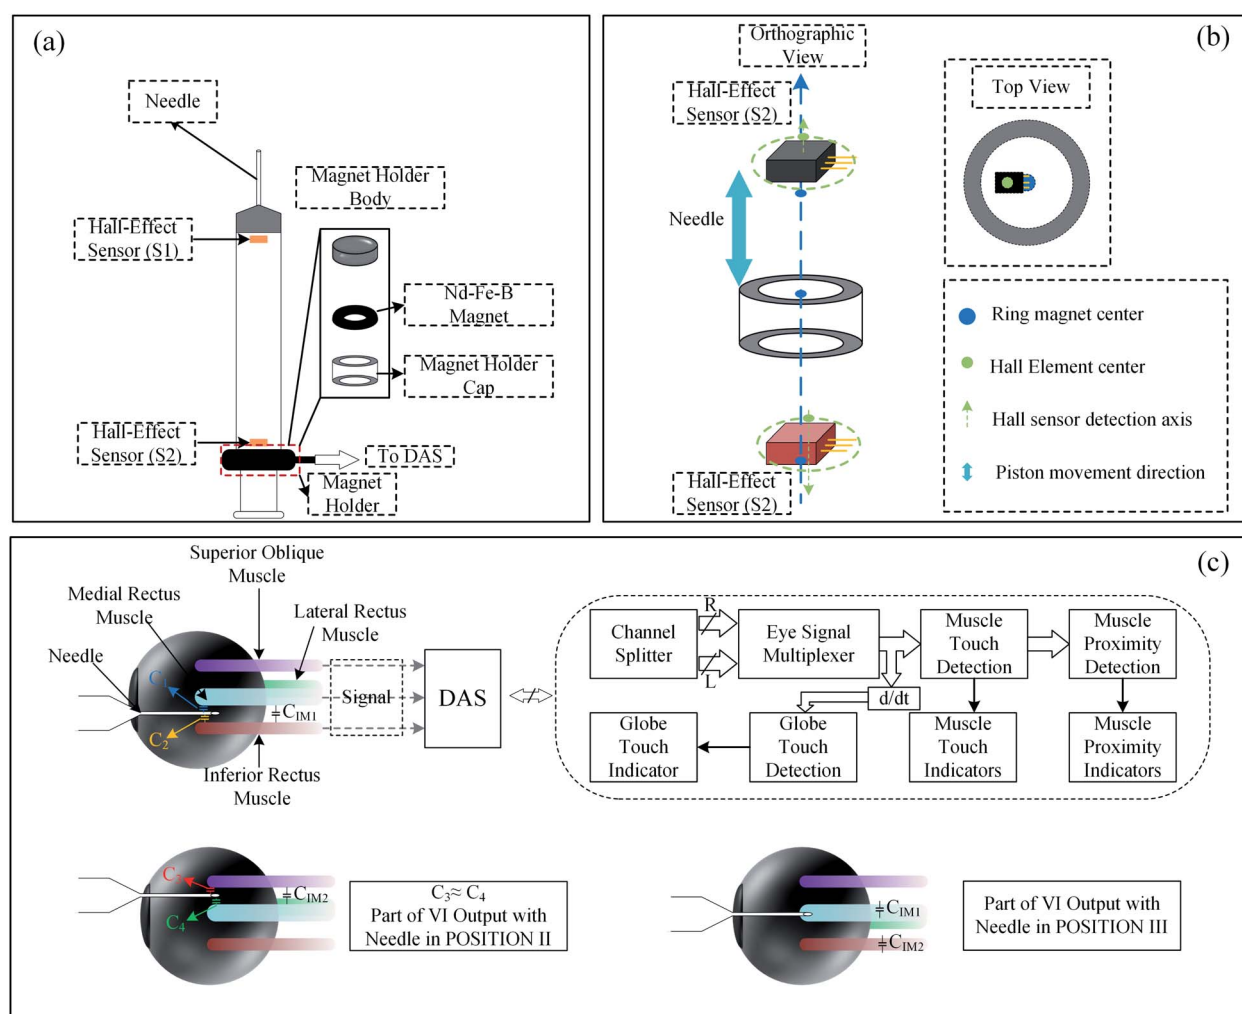 (a)
Needle
Magnet Holder
Body
Hall-Effect
Sensor (S1)
Nd-Fe-B
Magnet
Magnet Holder
Cap
Hall-Effect
Sensor (S2)
To DAS
Magnet
Holder
(b)
Orthographic
View
Hall-Effect
Sensor (S2)
Needle
Hall-Effect
Sensor (S2)
Top View
Ring magnet center
Hall Element center
Hall sensor detection axis
Piston movement direction
(c)
Superior Oblique
Muscle
Medial Rectus
Muscle
Lateral Rectus
Muscle
Needle
C1
C2
CIM1
Inferior Rectus
Muscle
Signal
DAS
Channel
Splitter
R
L
Eye Signal
Multiplexer
Muscle
Touch
Detection
Muscle
Proximity
Detection
d/dt
Globe
Touch
Indicator
Globe
Touch
Detection
Muscle
Touch
Indicators
Muscle
Proximity
Indicators
C3
C4
CIM2
C3≈ C4
Part of VI Output with
Needle in POSITION II
CIM1
CIM2
Part of VI Output with
Needle in POSITION III